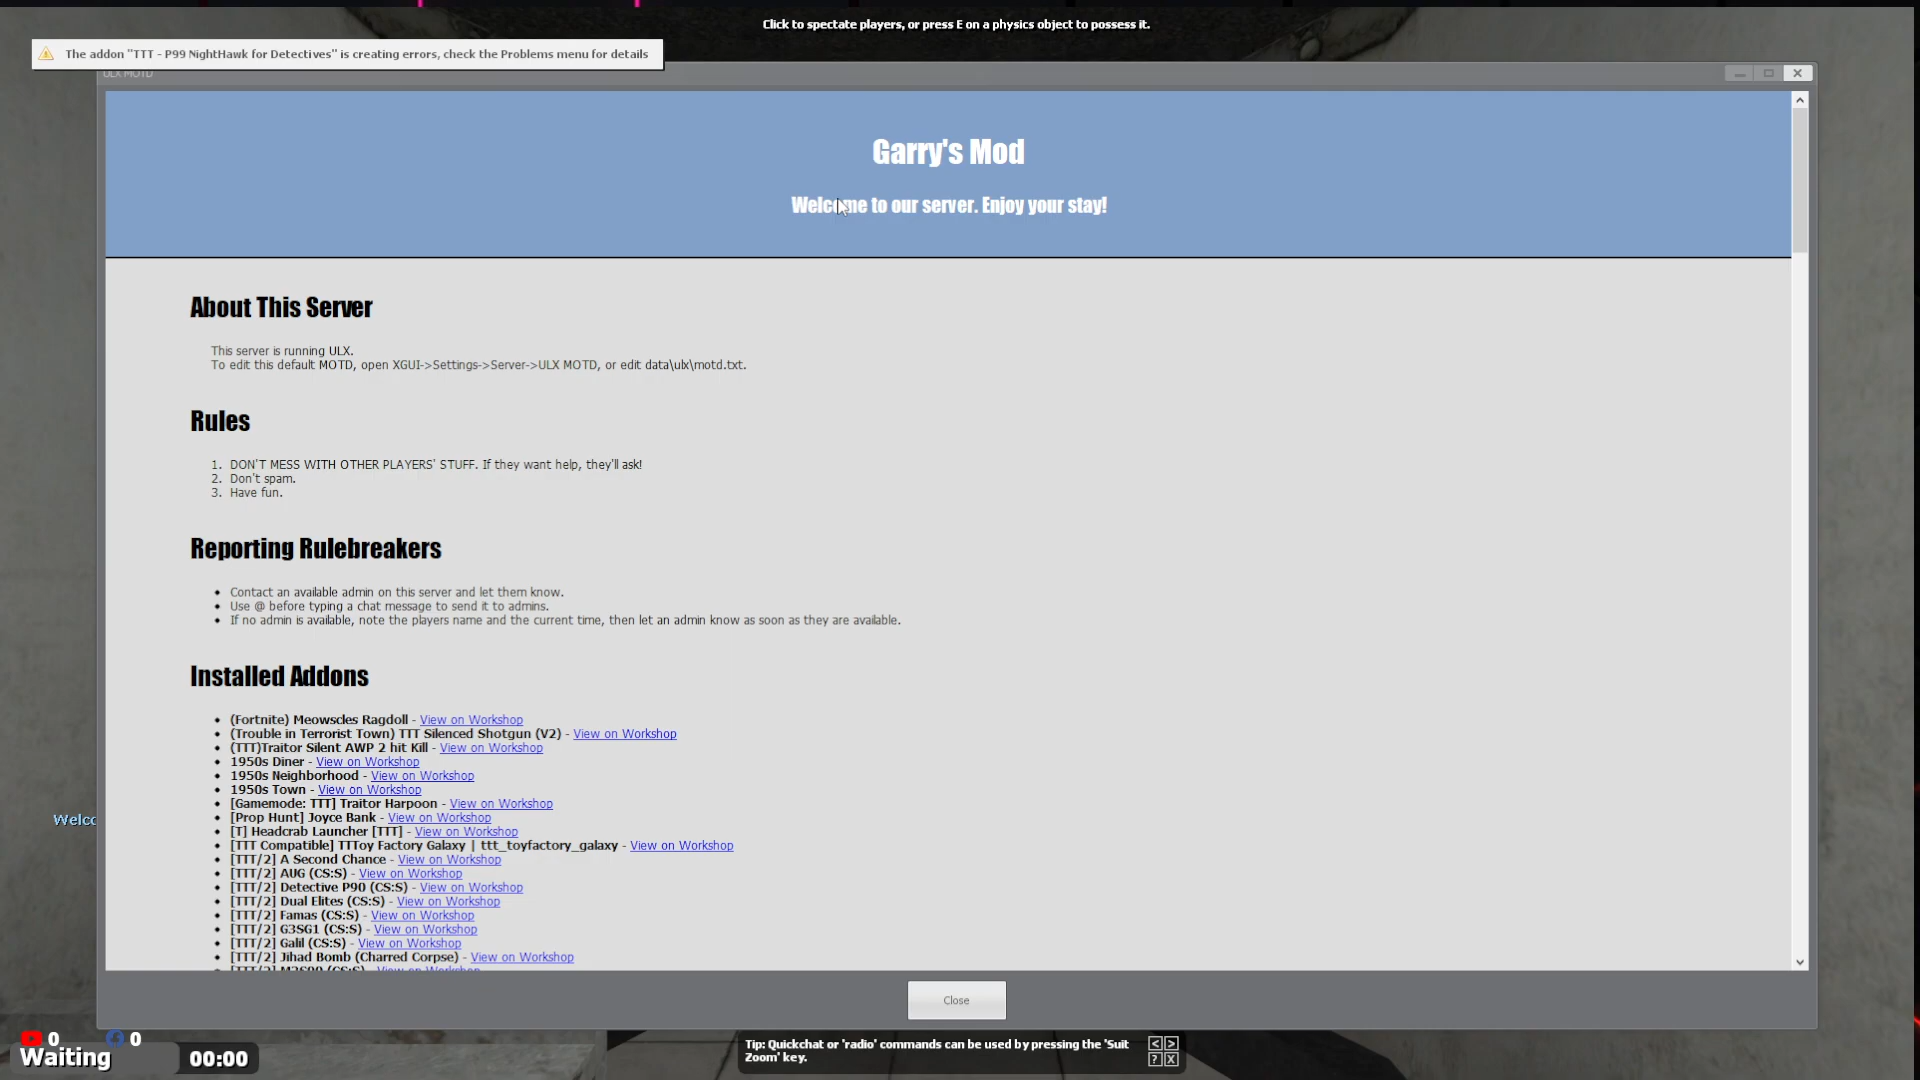 Click to spectate players, or press E on a physics object to possess it.
The addon "TTT - P99 NightHawk for Detectives" is creating errors, check the Problems menu for details
ULX MOTD
Garry's Mod
Welcome to our server. Enjoy your stay!
About This Server
This server is running ULX.
To edit this default MOTD, open XGUI->Settings->Server->ULX MOTD, or edit data\ulx\motd.txt.
Rules
1. DON'T MESS WITH OTHER PLAYERS' STUFF. If they want help, they'll ask!
2. Don't spam.
3. Have fun.
Reporting Rulebreakers
• Contact an available admin on this server and let them know.
• Use @ before typing a chat message to send it to admins.
• If no admin is available, note the players name and the current time, then let an admin know as soon as they are available.
Installed Addons
• (Fortnite) Meowscles Ragdoll - View on Workshop
• (Trouble in Terrorist Town) TTT Silenced Shotgun (V2) - View on Workshop
• (TTT)Traitor Silent AWP 2 hit Kill - View on Workshop
• 1950s Diner - View on Workshop
• 1950s Neighborhood - View on Workshop
• 1950s Town - View on Workshop
• [Gamemode: TTT] Traitor Harpoon - View on Workshop
• [Prop Hunt] Joyce Bank - View on Workshop
Welco
• [T] Headcrab Launcher [TTT] - View on Workshop
• [TTT Compatible] TTToy Factory Galaxy | ttt_toyfactory_galaxy - View on Workshop
• [TTT/2] A Second Chance - View on Workshop
• [TTT/2] AUG (CS:S) - View on Workshop
• [TTT/2] Detective P90 (CS:S) - View on Workshop
• [TTT/2] Dual Elites (CS:S) - View on Workshop
• [TTT/2] Famas (CS:S) - View on Workshop
• [TTT/2] G3SG1 (CS:S) - View on Workshop
• [TTT/2] Galil (CS:S) - View on Workshop
• [TTT/2] Jihad Bomb (Charred Corpse) - View on Workshop
• [TTT/2] (CS:S) - View on Workshop
Close
0 0
Waiting 00:00
Tip: Quickchat or 'radio' commands can be used by pressing the 'Suit
Zoom' key.
< >
? X